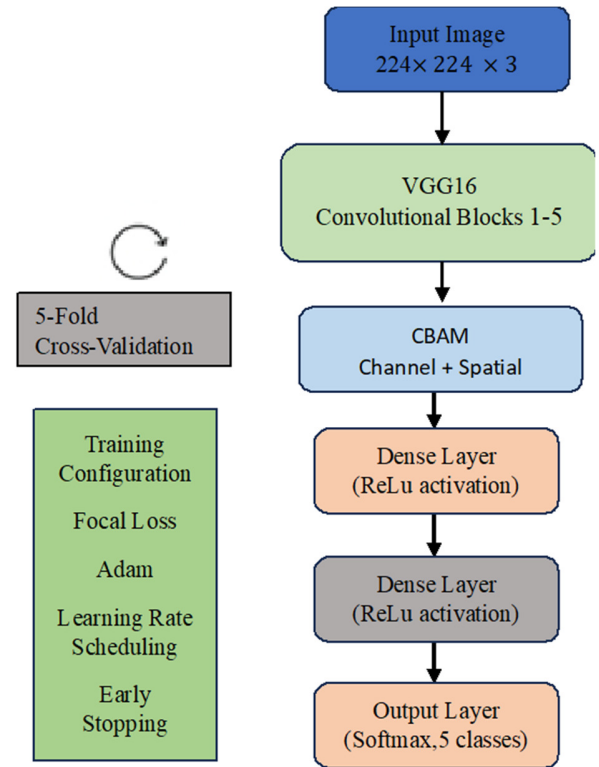 Input Image
224× 224 × 3
VGG16
Convolutional Blocks 1-5
5-Fold
Cross-Validation
CBAM
Channel + Spatial
Training
Configuration
Focal Loss
Adam
Learning Rate
Scheduling
Early
Stopping
Dense Layer
(ReLu activation)
Dense Layer
(ReLu activation)
Output Layer
(Softmax,5 classes)